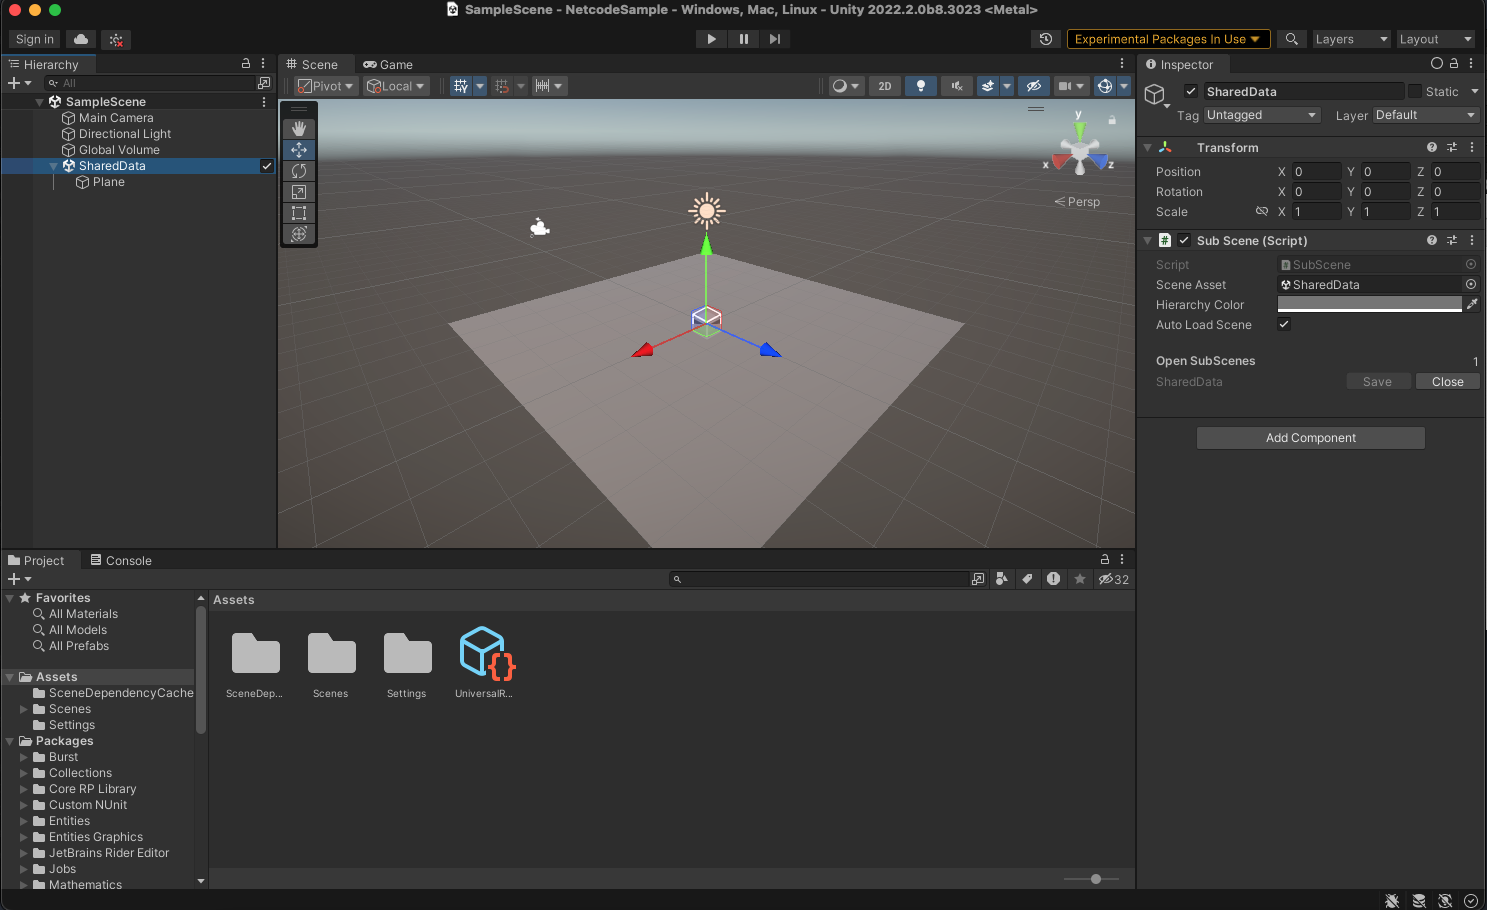 SampleScene - NetcodeSample - Windows, Mac, Linux - Unity 2022.2.0b8.3023 <Metal>
Sign in
Experimental Packages In Use
Layers
Layout
Hierarchy
All
SampleScene
Main Camera
Directional Light
Global Volume
SharedData
Plane
Scene
Game
Pivot
Local
2D
y
x
z
Persp
Inspector
SharedData
Static
Tag Untagged
Layer Default
Transform
Position X 0 Y 0 Z 0
Rotation X 0 Y 0 Z 0
Scale X 1 Y 1 Z 1
# Sub Scene (Script)
Script # SubScene
Scene Asset SharedData
Hierarchy Color
Auto Load Scene
Open SubScenes 1
SharedData Save Close
Add Component
Project
Console
32
Favorites
All Materials
All Models
All Prefabs
Assets
SceneDependencyCache
Scenes
Settings
Packages
Burst
Collections
Core RP Library
Custom NUnit
Entities
Entities Graphics
JetBrains Rider Editor
Jobs
Mathematics
Assets
SceneDep...
Scenes
Settings
UniversalR...